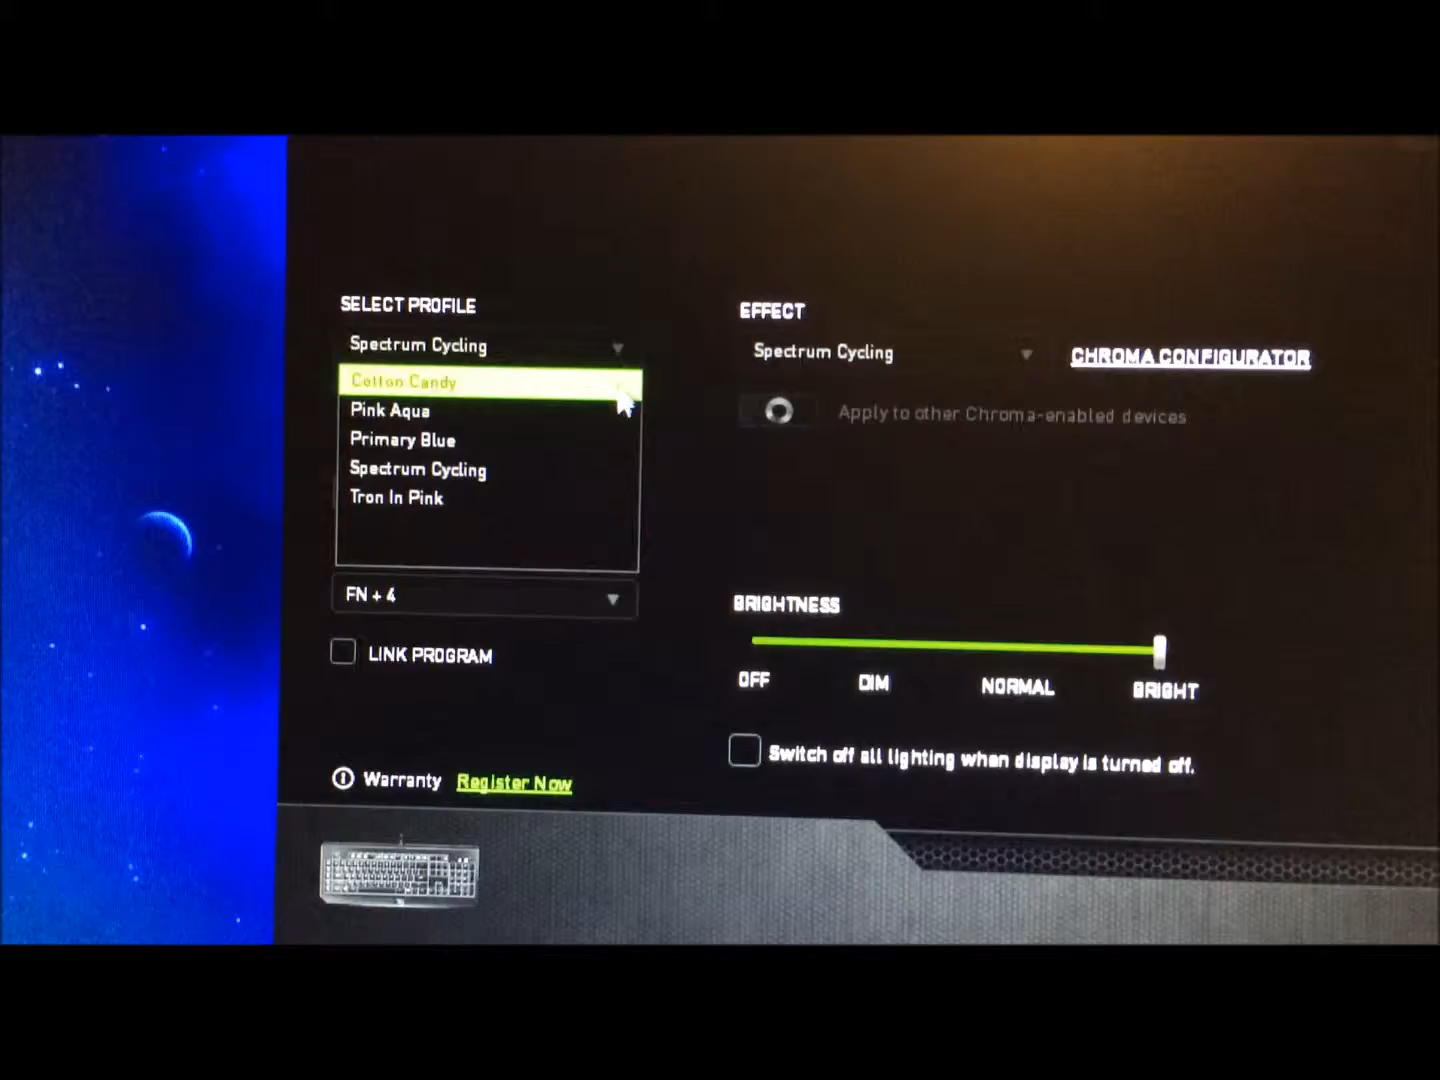 SELECT PROFILE
Spectrum Cycling
Cotton Candy
Pink Aqua
Primary Blue
Spectrum Cycling
Tron In Pink
FN + 4
LINK PROGRAM
Warranty Register Now
EFFECT
Spectrum Cycling
CHROMA CONFIGURATOR
Apply to other Chroma-enabled devices
BRIGHTNESS
OFF DIM NORMAL BRIGHT
Switch off all lighting when display is turned off.